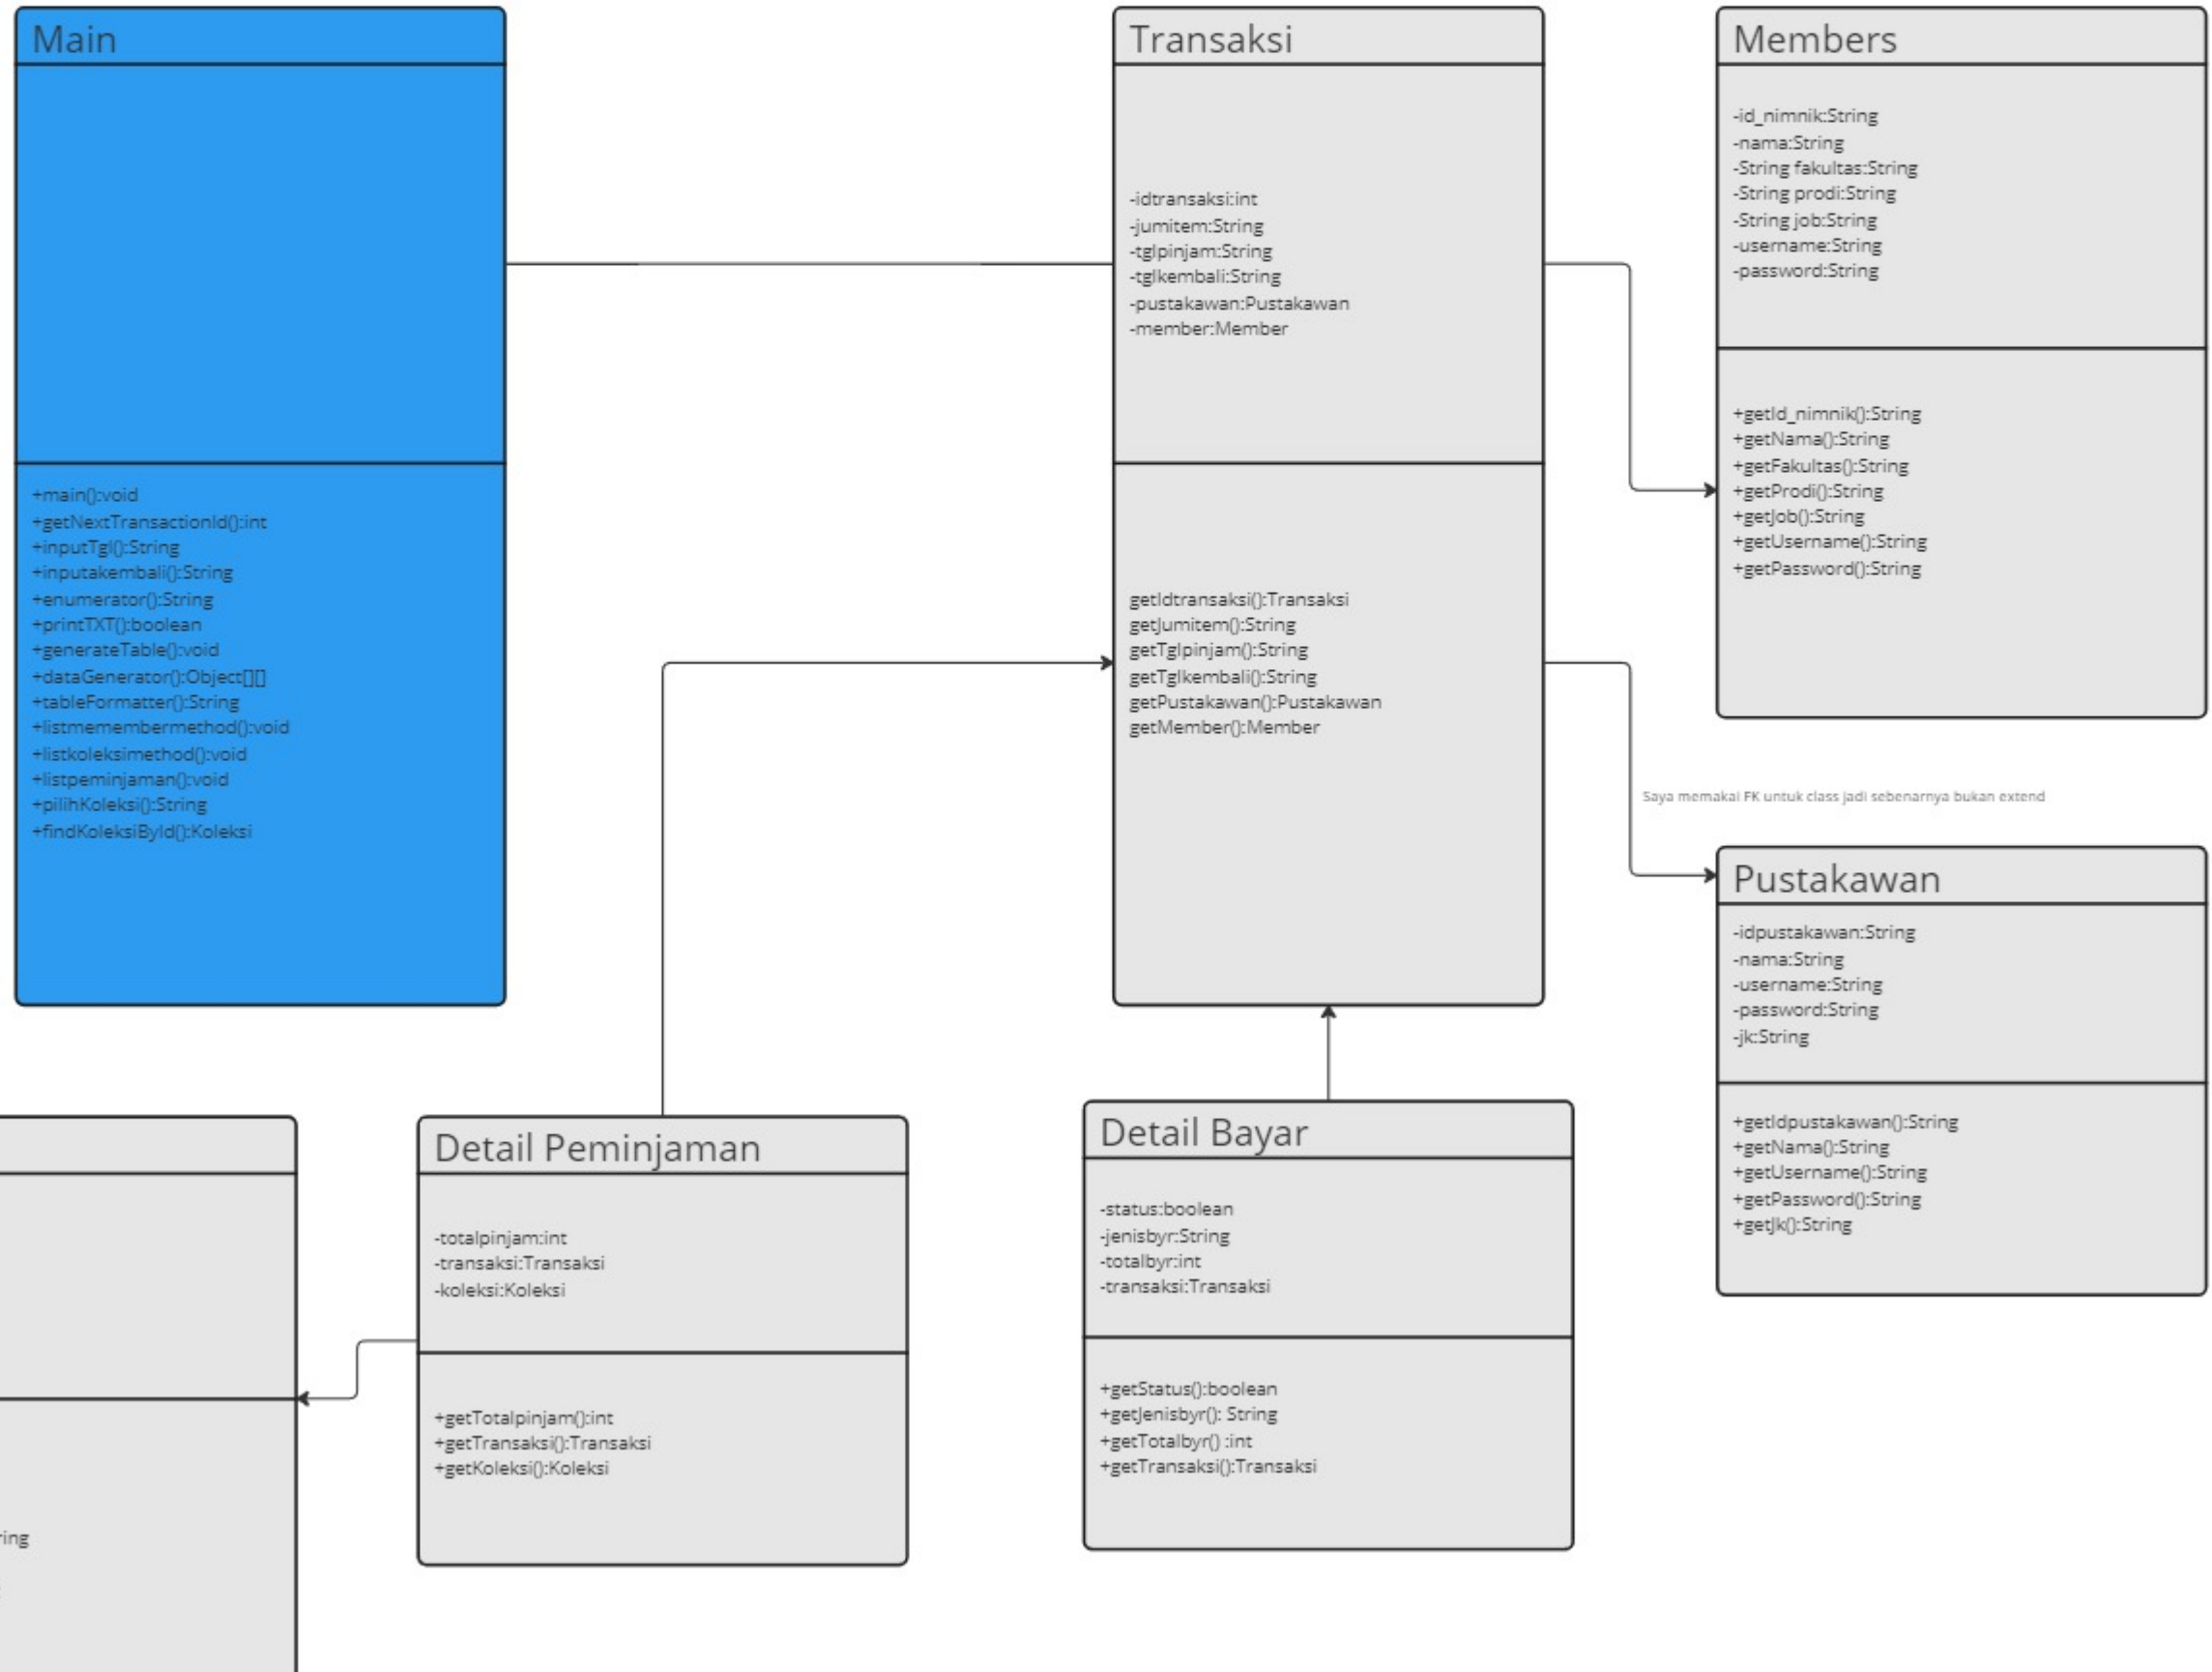 Main
+main():void
+getNextTransactionId():int
+inputTgl():String
+inputakembali():String
+enumerator():String
+printTXT():boolean
+generateTable():void
+dataGenerator():Object[][]
+tableFormatter():String
+listmemembermethod():void
+listkoleksimethod():void
+listpeminjaman():void
+pilihKoleksi():String
+findKoleksiById():Koleksi
Transaksi
-idtransaksi:int
-jumitem:String
-tglpinjam:String
-tglkembali:String
-pustakawan:Pustakawan
-member:Member
getIdtransaksi():Transaksi
getJumitem():String
getTglpinjam():String
getTglkembali():String
getPustakawan():Pustakawan
getMember():Member
Members
-id_nimnik:String
-nama:String
-String fakultas:String
-String prodi:String
-String job:String
-username:String
-password:String
+getId_nimnik():String
+getNama():String
+getFakultas():String
+getProdi():String
+getJob():String
+getUsername():String
+getPassword():String
Saya memakai FK untuk class jadi sebenarnya bukan extend
Pustakawan
-idpustakawan:String
-nama:String
-username:String
-password:String
-jk:String
+getIdpustakawan():String
+getNama():String
+getUsername():String
+getPassword():String
+getJk():String
ring
Detail Peminjaman
-totalpinjam:int
-transaksi:Transaksi
-koleksi:Koleksi
+getTotalpinjam():int
+getTransaksi():Transaksi
+getKoleksi():Koleksi
Detail Bayar
-status:boolean
-jenisbyr:String
-totalbyr:int
-transaksi:Transaksi
+getStatus():boolean
+getJenisbyr(): String
+getTotalbyr() :int
+getTransaksi():Transaksi